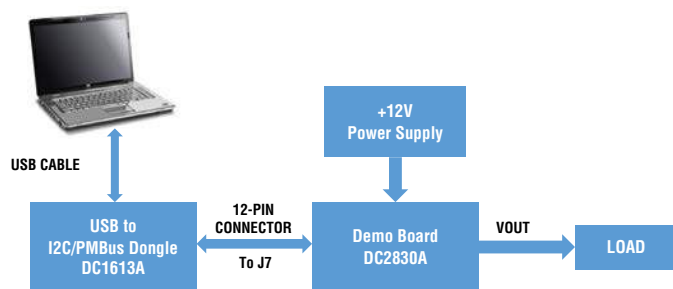 +12V
Power Supply
USB CABLE
12-PIN
CONNECTOR
To J7
USB to
I2C/PMBus Dongle
DC1613A
Demo Board
DC2830A
VOUT
LOAD